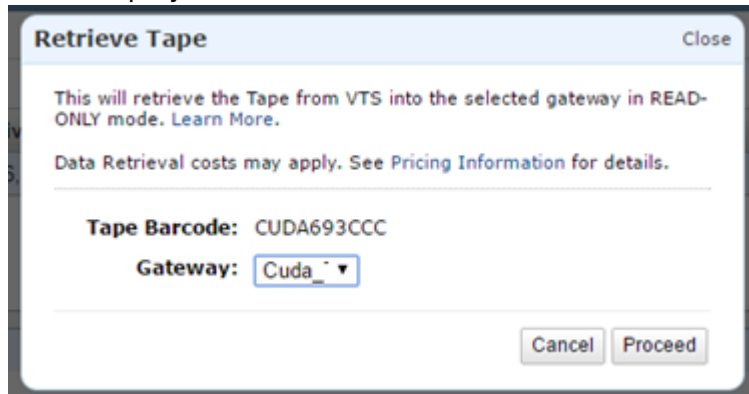 Retrieve Tape Close
This will retrieve the Tape from VTS into the selected gateway in READ-
ONLY mode. Learn More.
Data Retrieval costs may apply. See Pricing Information for details.
Tape Barcode: CUDA693CCC
Gateway: Cuda_
Cancel Proceed